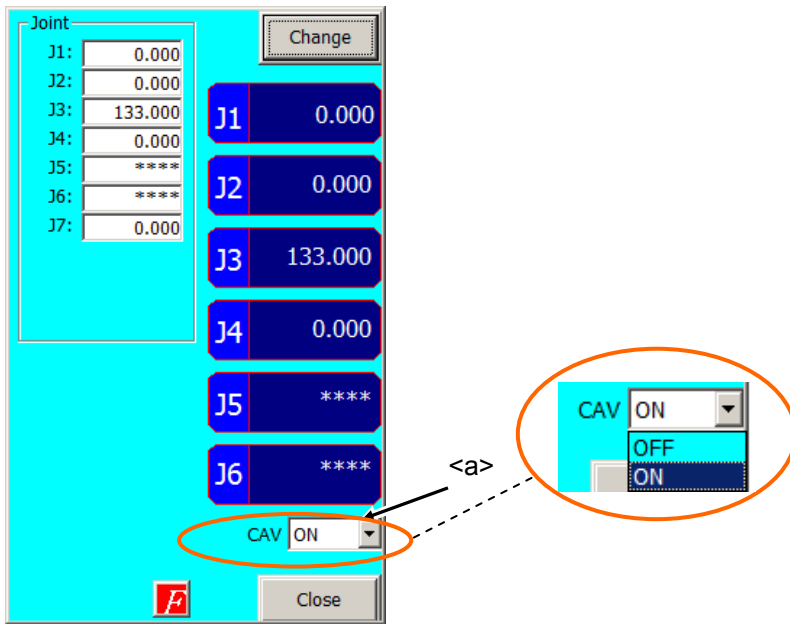 Joint
J1: 0.000
J2: 0.000
J3: 133.000
J4: 0.000
J5: ****
J6: ****
J7: 0.000
Change
J1 0.000
J2 0.000
J3 133.000
J4 0.000
J5 ****
J6 ****
CAV ON
<a>
F
Close
CAV ON
OFF
ON